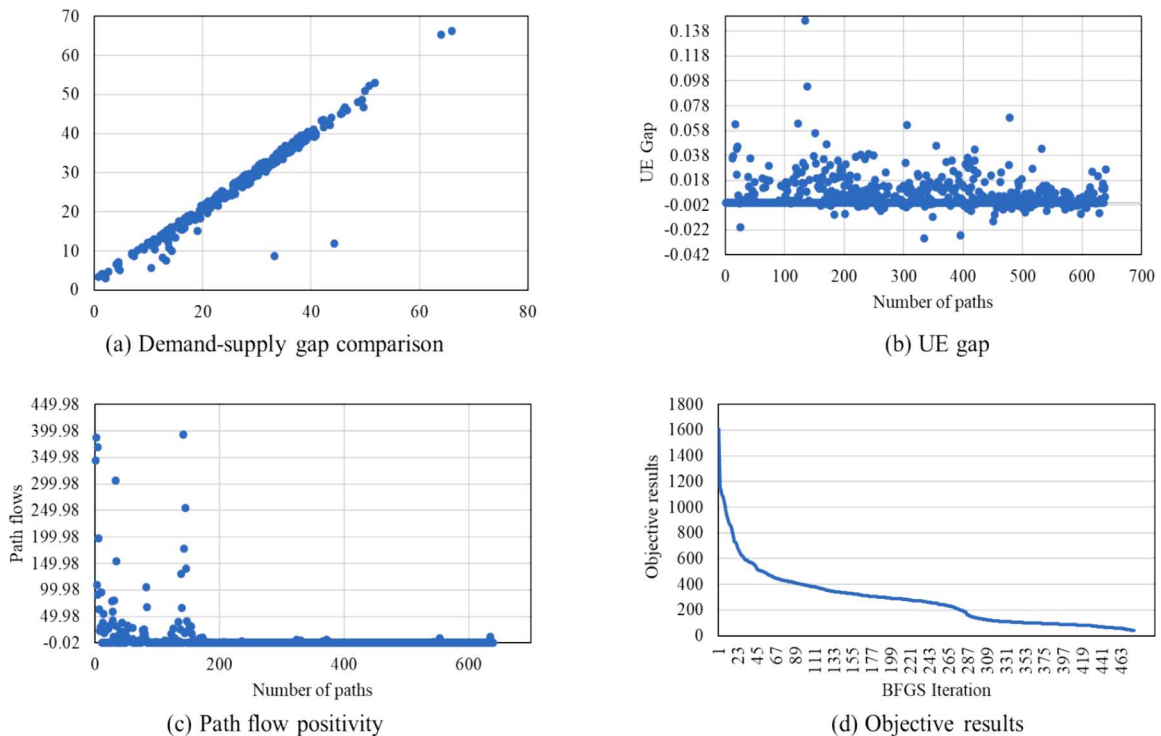 70
60
50
40
30
20
10
0
0 20 40 60 80
(a) Demand-supply gap comparison
UE Gap
0.138
0.118
0.098
0.078
0.058
0.038
0.018
-0.002
-0.022
-0.042
0 100 200 300 400 500 600 700
Number of paths
(b) UE gap
Path flows
449.98
399.98
349.98
299.98
249.98
199.98
149.98
99.98
49.98
-0.02
0 200 400 600
Number of paths
(c) Path flow positivity
Objective results
1800
1600
1400
1200
1000
800
600
400
200
0
1 23 45 67 89 111 133 155 177 199 221 243 265 287 309 331 353 375 397 419 441 463
BFGS Iteration
(d) Objective results